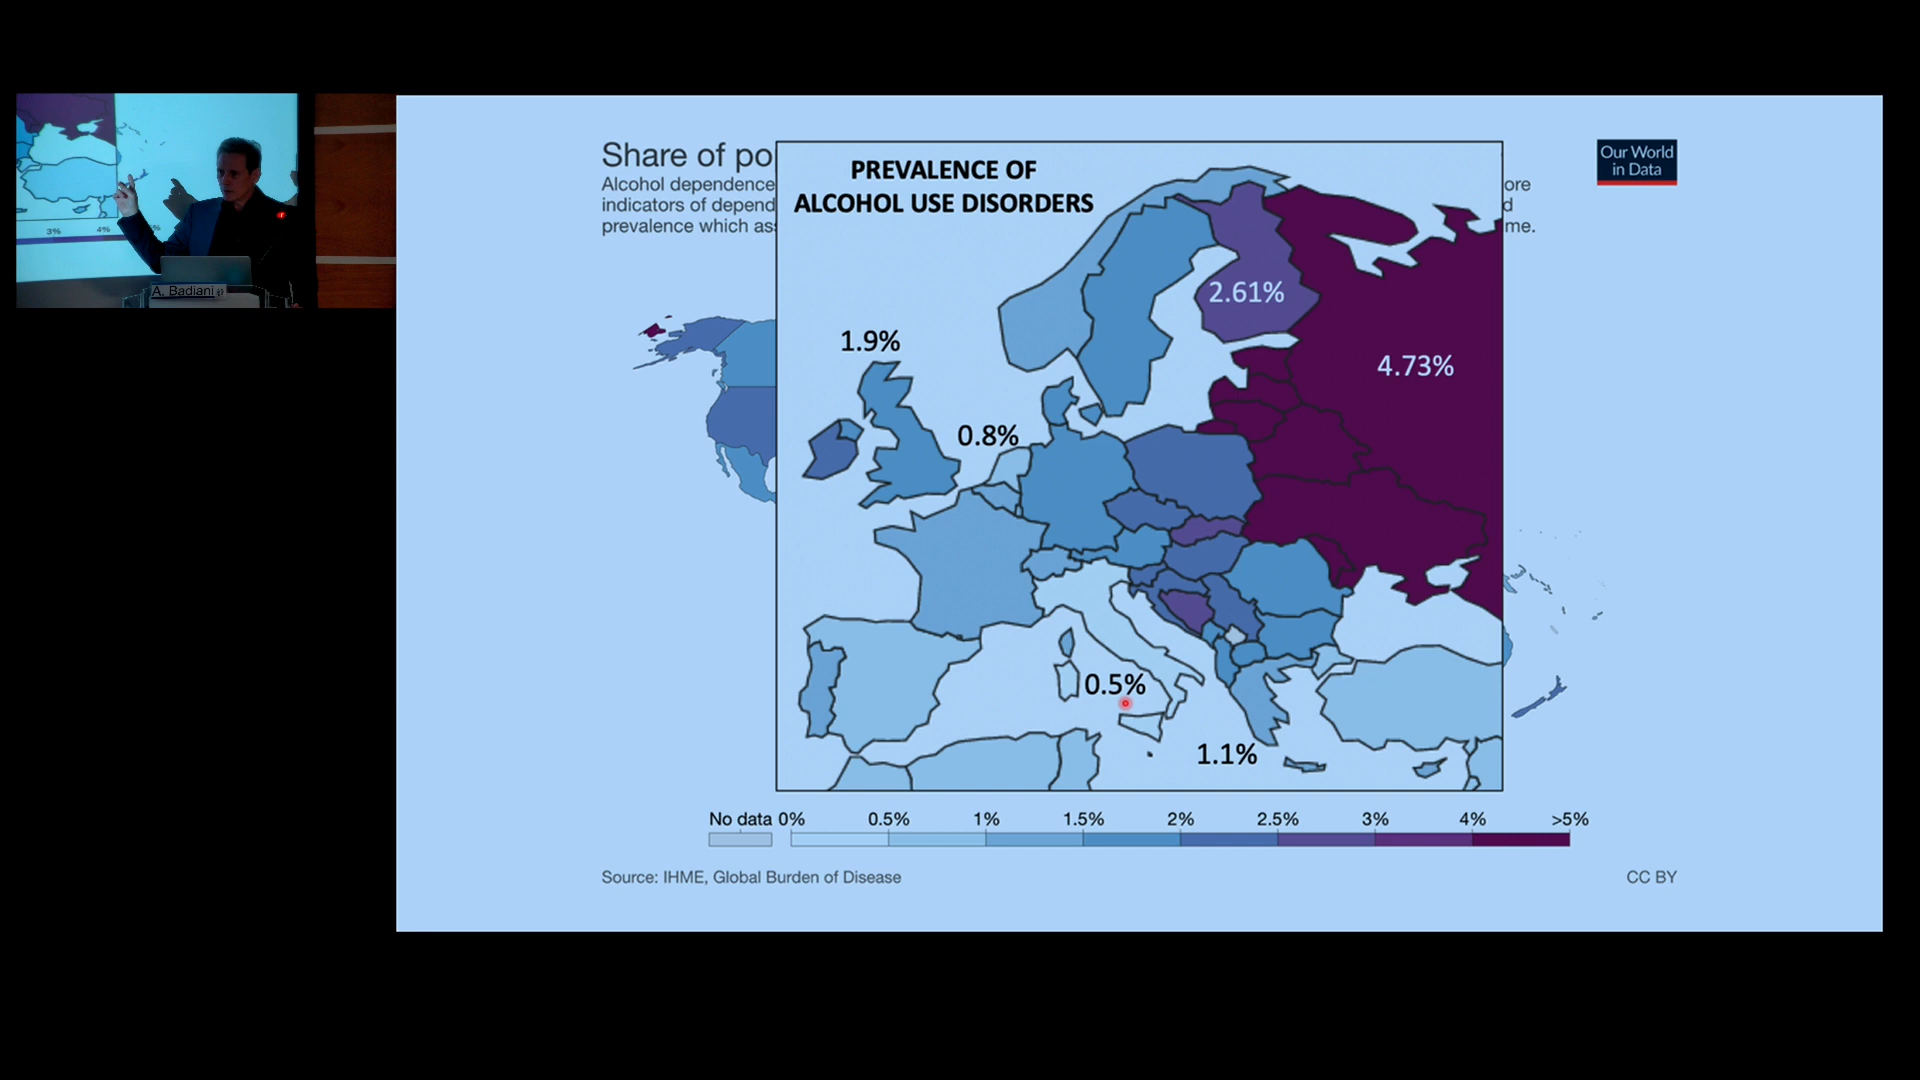 3%
4%
A. Badiani
Share of po
Alcohol dependence
ore
indicators of depend
d
prevalence which as
me.
Our World
in Data
PREVALENCE OF
ALCOHOL USE DISORDERS
2.61%
1.9%
4.73%
0.8%
0.5%
1.1%
No data 0% 0.5% 1% 1.5% 2% 2.5% 3% 4% >5%
Source: IHME, Global Burden of Disease
CC BY